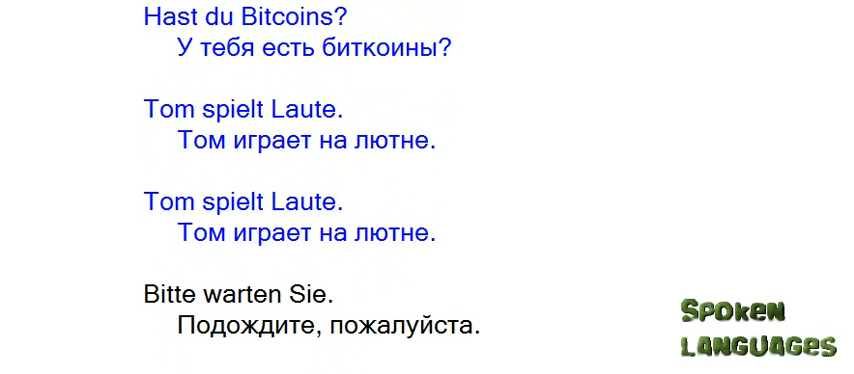 Hast du Bitcoins?
У тебя есть биткоины?
Tom spielt Laute.
Том играет на лютне.
Tom spielt Laute.
Том играет на лютне.
Bitte warten Sie.
Подождите, пожалуйста.
Spoken
Languages